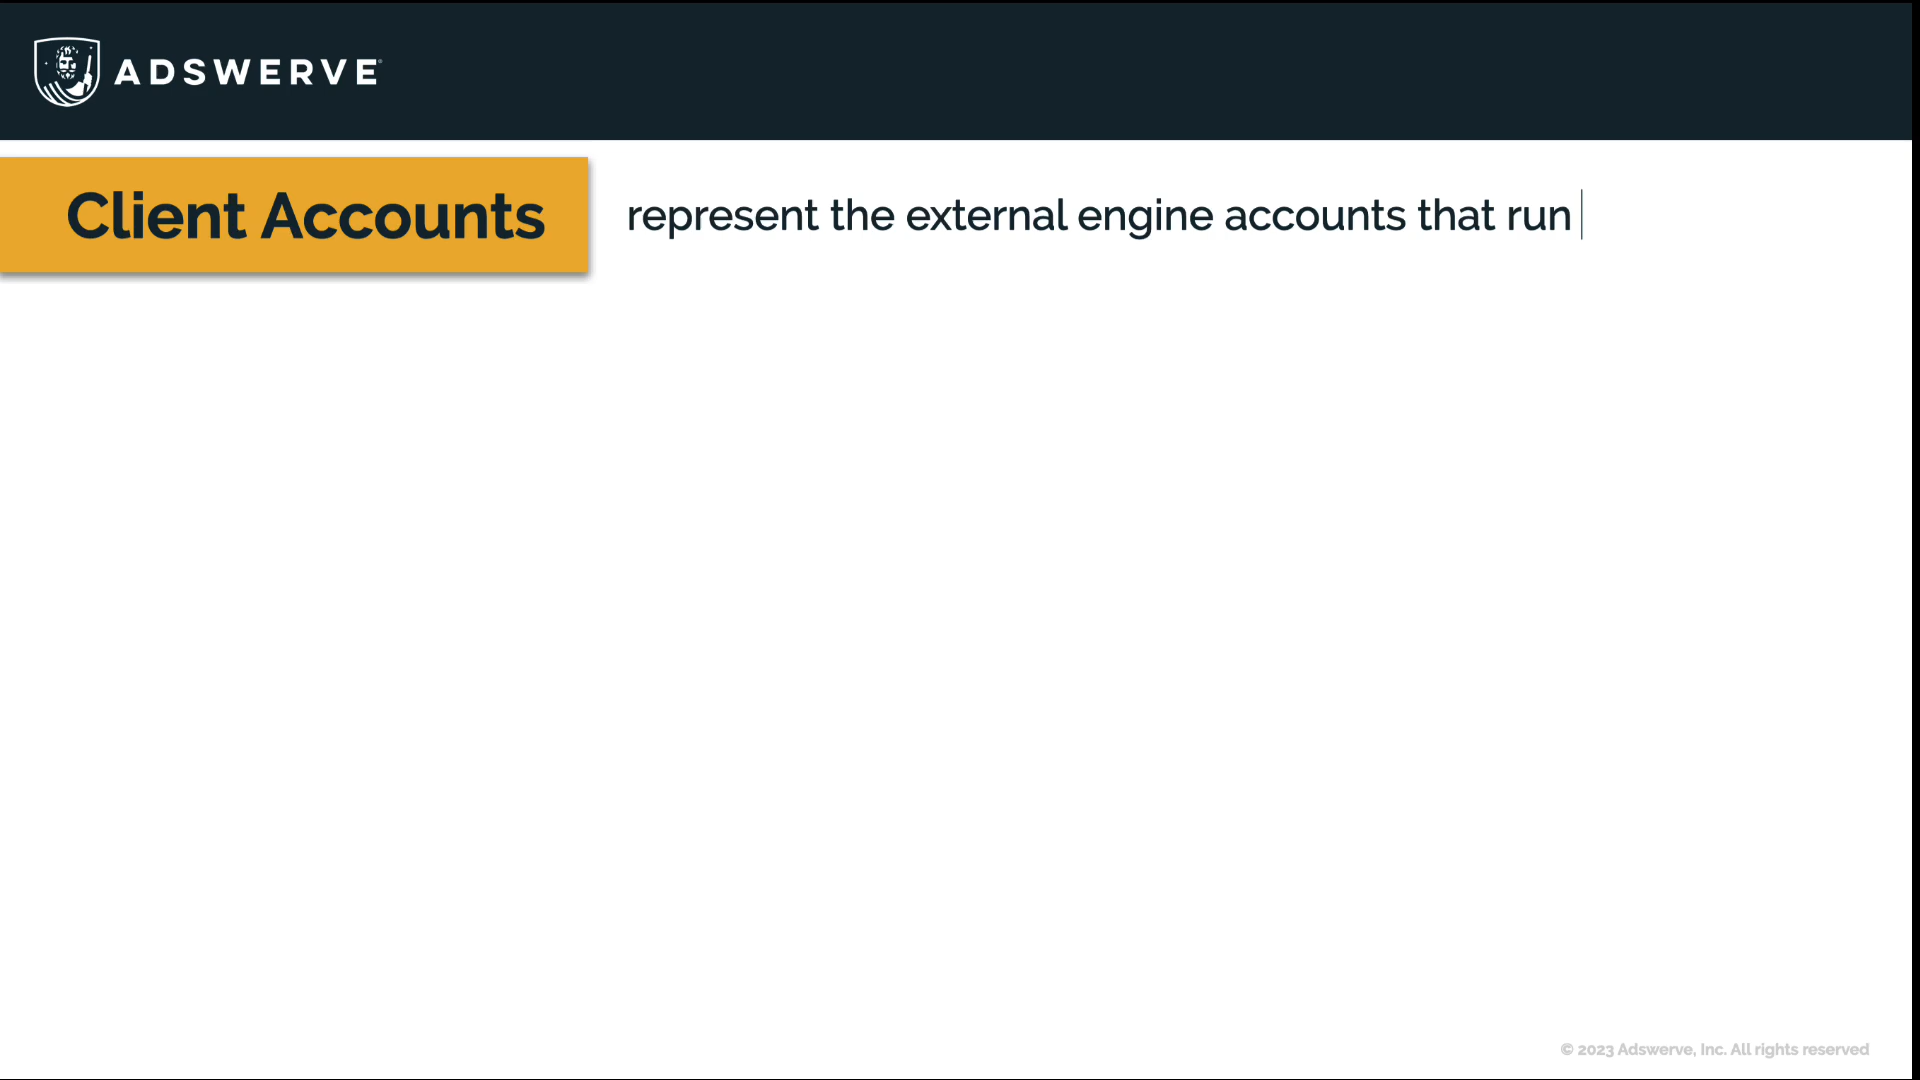 ADSWERVE
Client Accounts
represent the external engine accounts that run
© 2023 Adswerve, Inc. All rights reserved